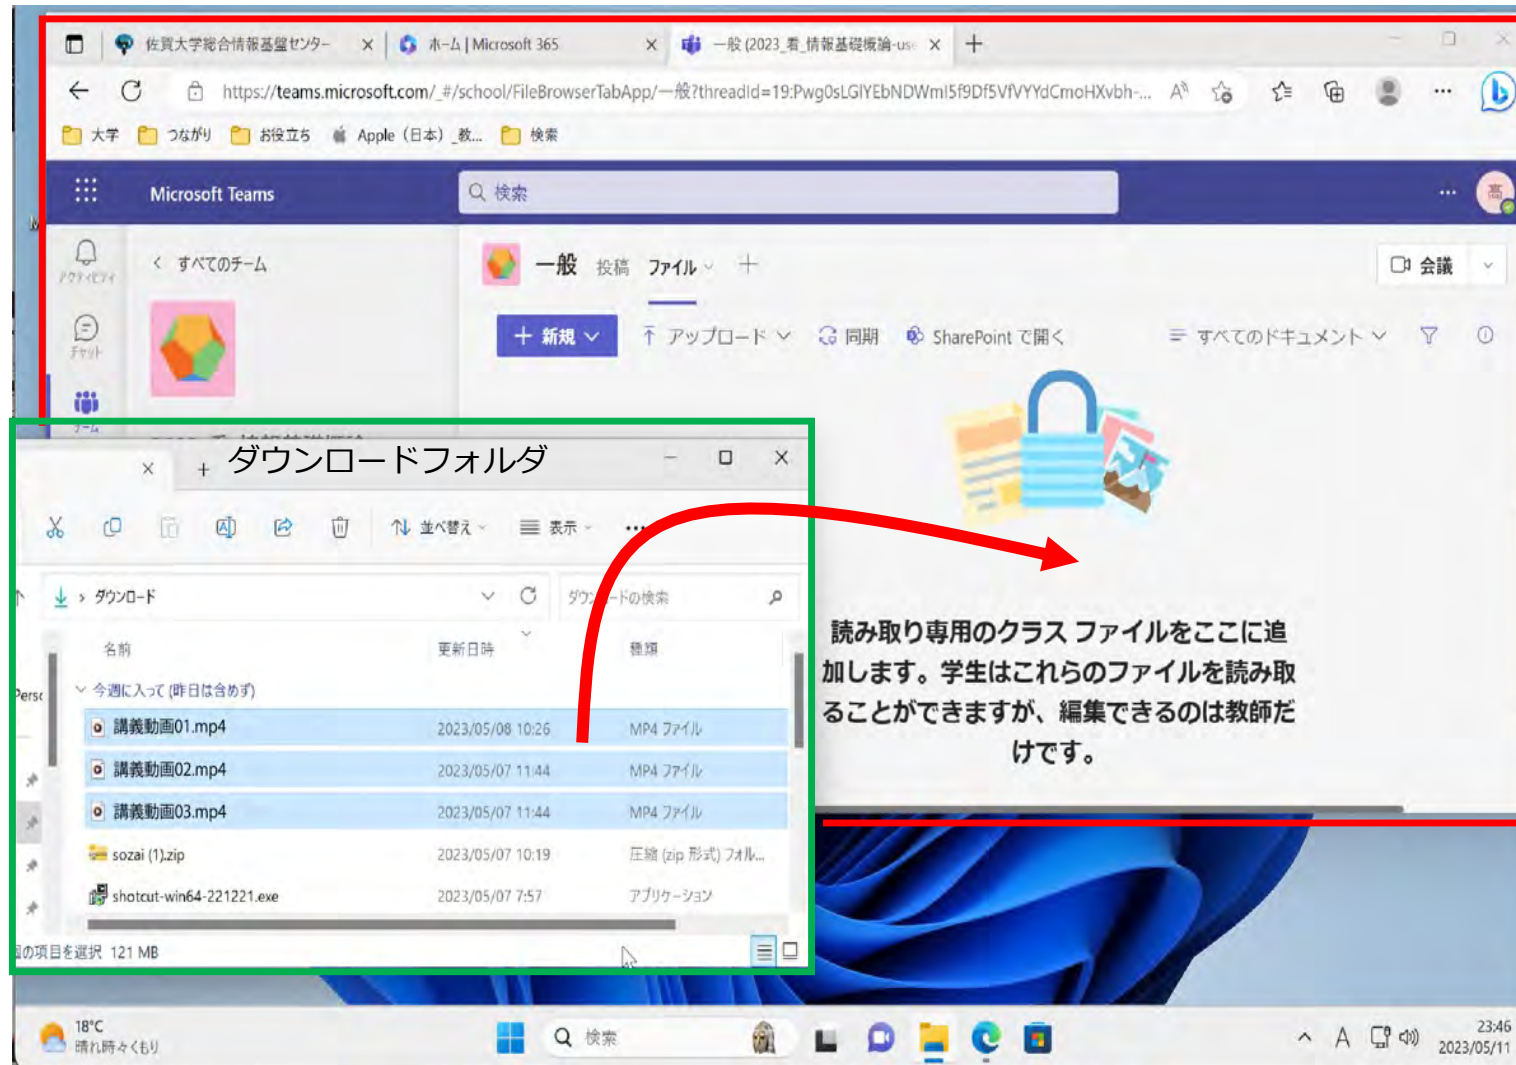 佐賀大学総合情報基盤センター
ホーム | Microsoft 365
一般 (2023_看_情報基礎概論-use
https://teams.microsoft.com/_#/school/FileBrowserTabApp/一般?threadId=19:Pwg0sLGIYEbNDWmI5f9Df5VfVYYdCmoHXvbh-...
大学 つながり お役立ち Apple（日本）_教... 検索
Microsoft Teams
検索
高
アクティビティ
すべてのチーム
一般 投稿 ファイル
会議
チャット
新規 アップロード 同期 SharePoint で開く すべてのドキュメント
チーム
ダウンロードフォルダ
並べ替え 表示 ...
ダウンロード
名前 更新日時 種類
今週に入って (昨日は含めず)
講義動画01.mp4 2023/05/08 10:26 MP4 ファイル
講義動画02.mp4 2023/05/07 11:44 MP4 ファイル
講義動画03.mp4 2023/05/07 11:44 MP4 ファイル
sozai (1).zip 2023/05/07 10:19 圧縮 (zip 形式) フォル...
shotcut-win64-221221.exe 2023/05/07 7:57 アプリケーション
の項目を選択 121 MB
読み取り専用のクラス ファイルをここに追
加します。学生はこれらのファイルを読み取
ることができますが、編集できるのは教師だ
けです。
18°C
晴れ時々くもり
検索
A
23:46
2023/05/11